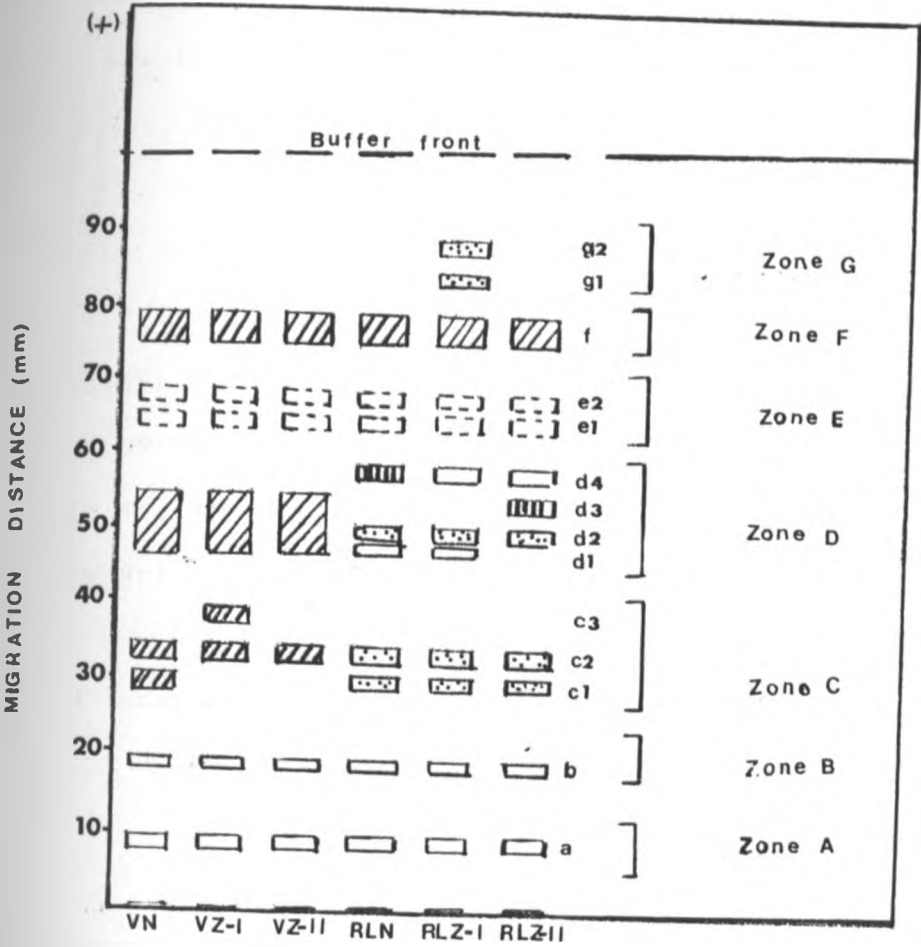 (+)
Buffer front
90
g2
Zone G
g1
80
f
Zone F
70
e2
e1
Zone E
60
d4
d3
50
d2
Zone D
d1
40
c3
c2
30
c1
Zone C
20
b
Zone B
10
a
Zone A
VN VZ-I VZ-II RLN RLZ-I RLZ-II
MIGRATION DISTANCE (mm)